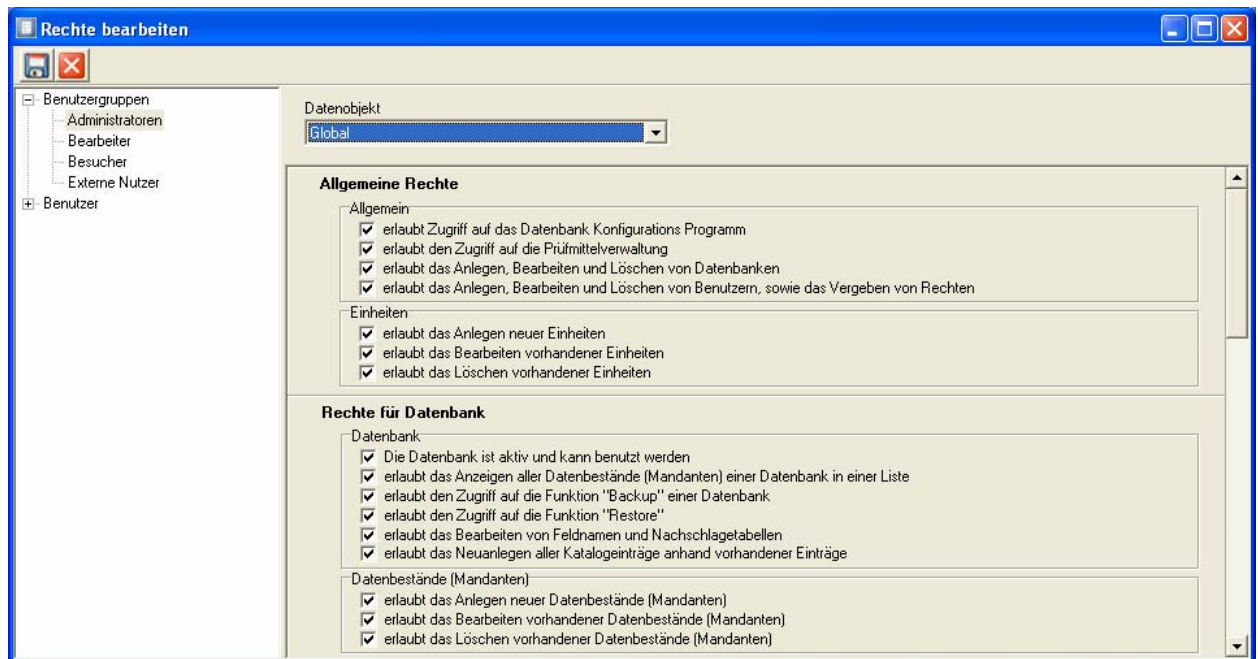 Rechte bearbeiten
Benutzergruppen
Administratoren
Bearbeiter
Besucher
Externe Nutzer
Benutzer
Datenobjekt
Global
Allgemeine Rechte
Allgemein
erlaubt Zugriff auf das Datenbank Konfigurations Programm
erlaubt den Zugriff auf die Prüfmittelverwaltung
erlaubt das Anlegen, Bearbeiten und Löschen von Datenbanken
erlaubt das Anlegen, Bearbeiten und Löschen von Benutzern, sowie das Vergeben von Rechten
Einheiten
erlaubt das Anlegen neuer Einheiten
erlaubt das Bearbeiten vorhandener Einheiten
erlaubt das Löschen vorhandener Einheiten
Rechte für Datenbank
Datenbank
Die Datenbank ist aktiv und kann benutzt werden
erlaubt das Anzeigen aller Datenbestände (Mandanten) einer Datenbank in einer Liste
erlaubt den Zugriff auf die Funktion "Backup" einer Datenbank
erlaubt den Zugriff auf die Funktion "Restore"
erlaubt das Bearbeiten von Feldnamen und Nachschlagetabellen
erlaubt das Neuanlegen aller Katalogeinträge anhand vorhandener Einträge
Datenbestände (Mandanten)
erlaubt das Anlegen neuer Datenbestände (Mandanten)
erlaubt das Bearbeiten vorhandener Datenbestände (Mandanten)
erlaubt das Löschen vorhandener Datenbestände (Mandanten)